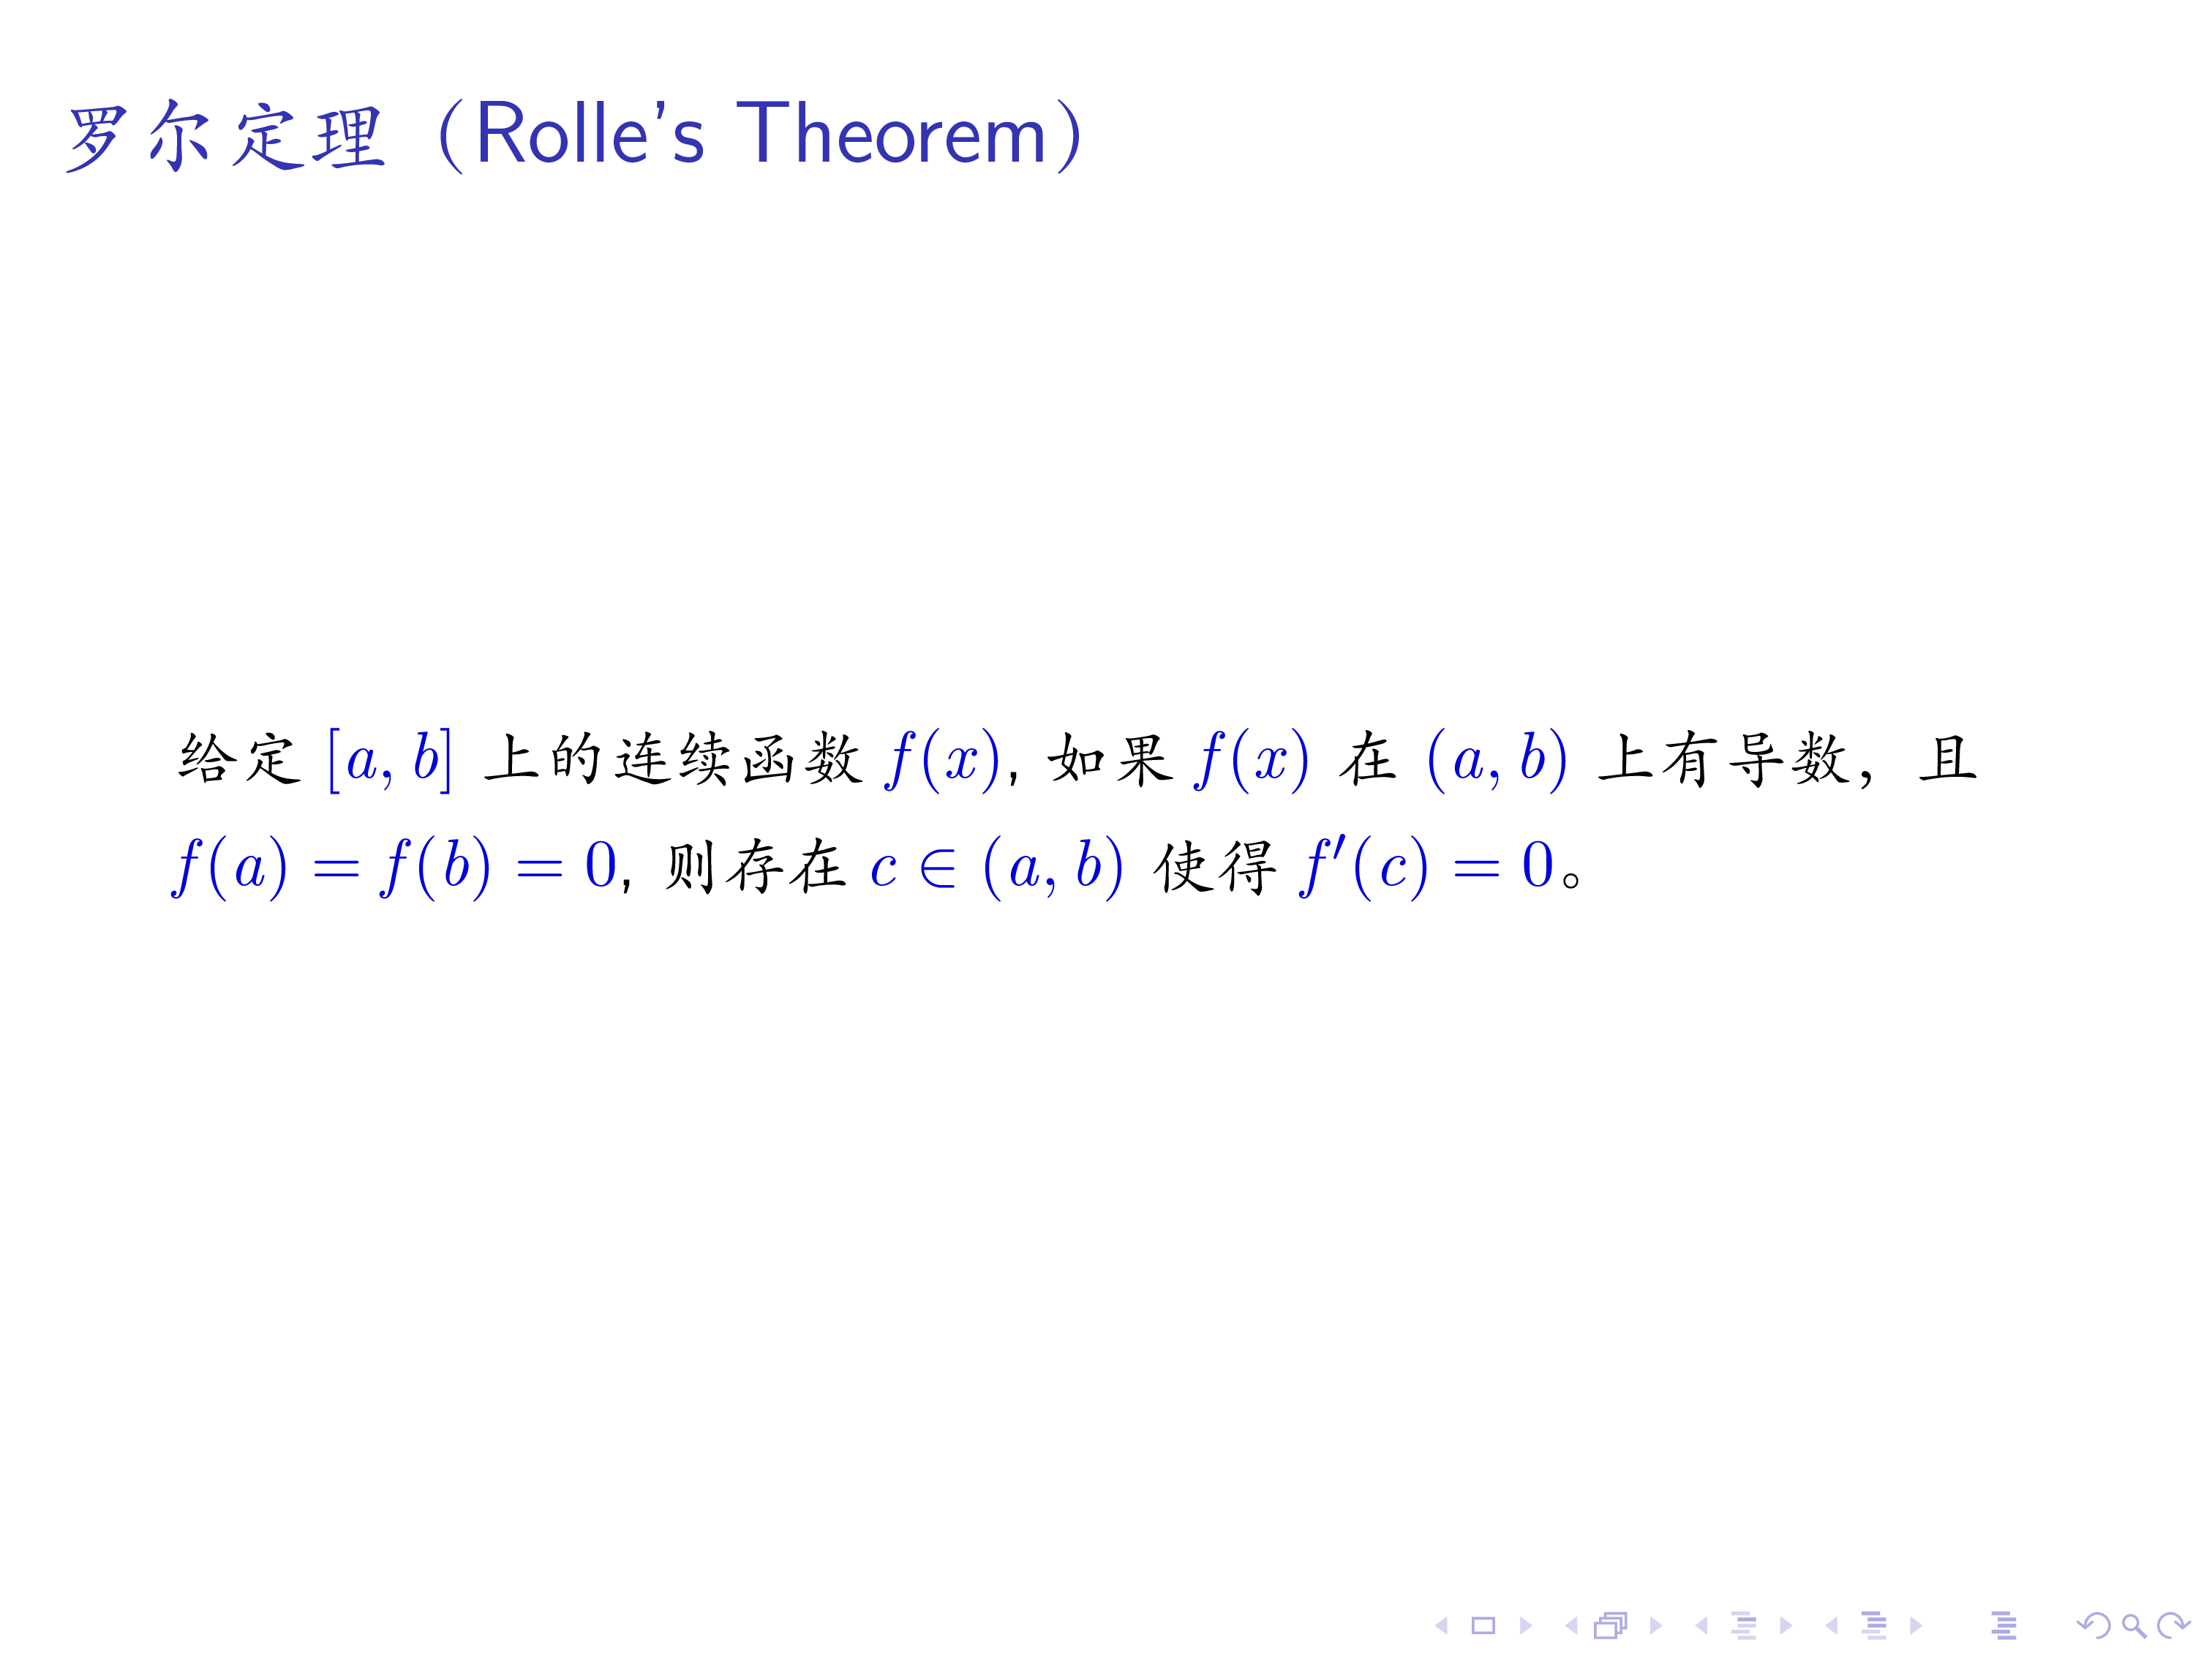 罗尔定理 (Rolle's Theorem)
给定 [a, b] 上的连续函数 f(x), 如果 f(x) 在 (a, b) 上有导数，且
f(a) = f(b) = 0, 则存在 c ∈ (a, b) 使得 f′(c) = 0。